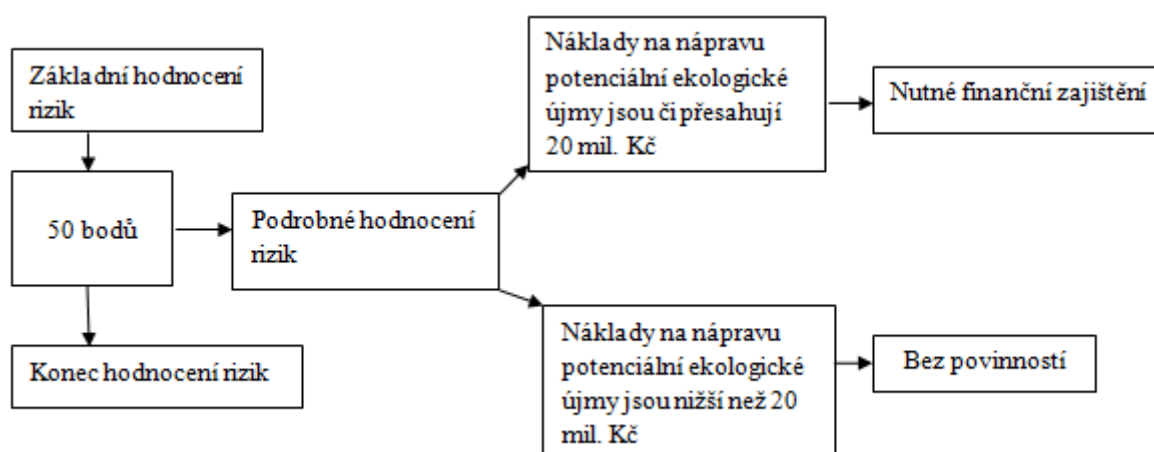 Základní hodnocení
rizik
50 bodů
Konec hodnocení rizik
Podrobné hodnocení
rizik
Náklady na nápravu
potenciální ekologické
újmy jsou či přesahují
20 mil. Kč
Nutné finanční zajištění
Náklady na nápravu
potenciální ekologické
újmy jsou nižší než 20
mil. Kč
Bez povinností